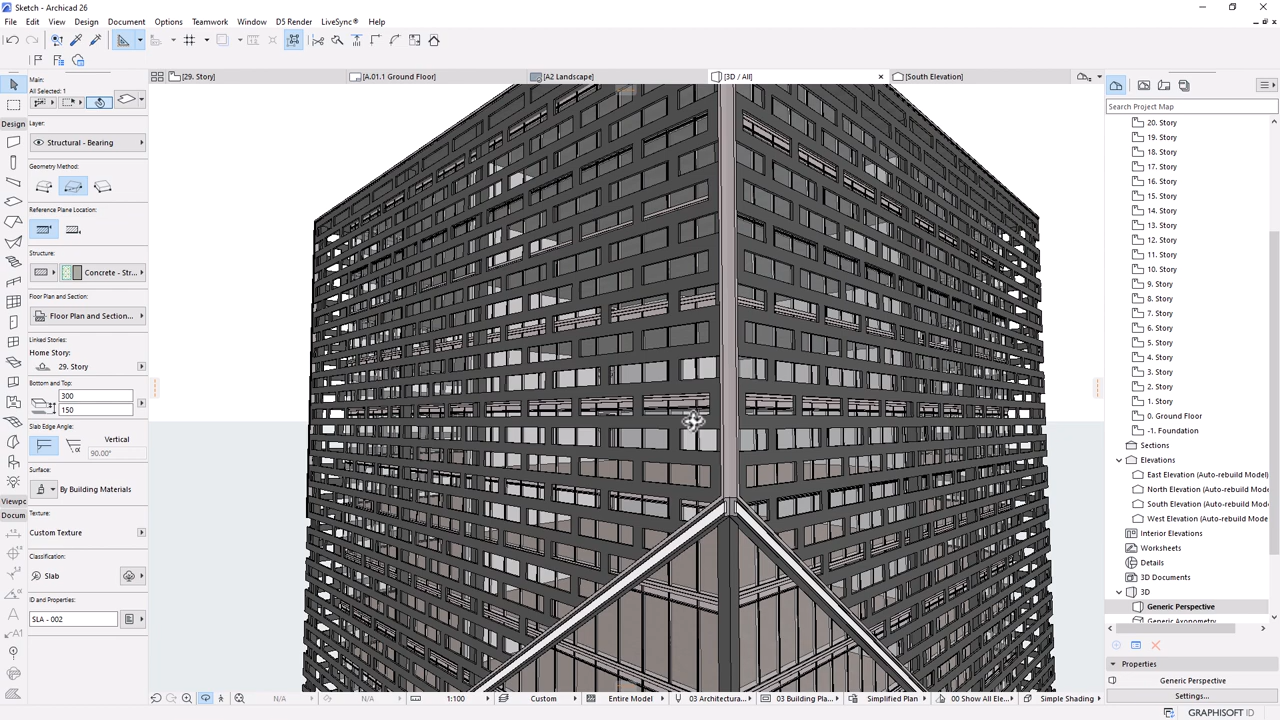 Sketch - Archicad 26
File Edit View Design Document Options Teamwork Window D5 Render LiveSync® Help
[29. Story]
[A.01.1 Ground Floor]
[A2 Landscape]
[3D / All]
[South Elevation]
Main:
All Selected: 1
Layer:
Structural - Bearing
Geometry Method:
Reference Plane Location:
Structure:
Concrete - Str...
Floor Plan and Section:
Floor Plan and Section...
Linked Stories:
Home Story:
29. Story
Bottom and Top:
300
150
Slab Edge Angle:
Vertical
90.00°
Surface:
By Building Materials
Texture:
Custom Texture
Classification:
Slab
ID and Properties:
SLA - 002
Design
Viewpc
Docum
Search Project Map
20. Story
19. Story
18. Story
17. Story
16. Story
15. Story
14. Story
13. Story
12. Story
11. Story
10. Story
9. Story
8. Story
7. Story
6. Story
5. Story
4. Story
3. Story
2. Story
1. Story
0. Ground Floor
-1. Foundation
Sections
Elevations
East Elevation (Auto-rebuild Mode
North Elevation (Auto-rebuild Mode
South Elevation (Auto-rebuild Mode
West Elevation (Auto-rebuild Mode
Interior Elevations
Worksheets
Details
3D Documents
3D
Generic Perspective
Generic Axonometry
Properties
Generic Perspective
Settings...
N/A
N/A
1:100
Custom
Entire Model
03 Architectura...
03 Building Pla...
Simplified Plan
00 Show All Ele...
Simple Shading
GRAPHISOFT ID